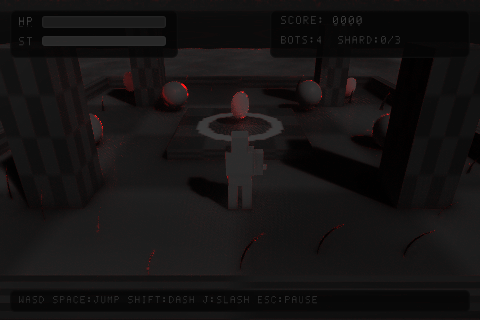 HP
ST
SCORE: 0000
BOTS:4 SHARD:0/3
WASD SPACE:JUMP SHIFT:DASH J:SLASH ESC:PAUSE